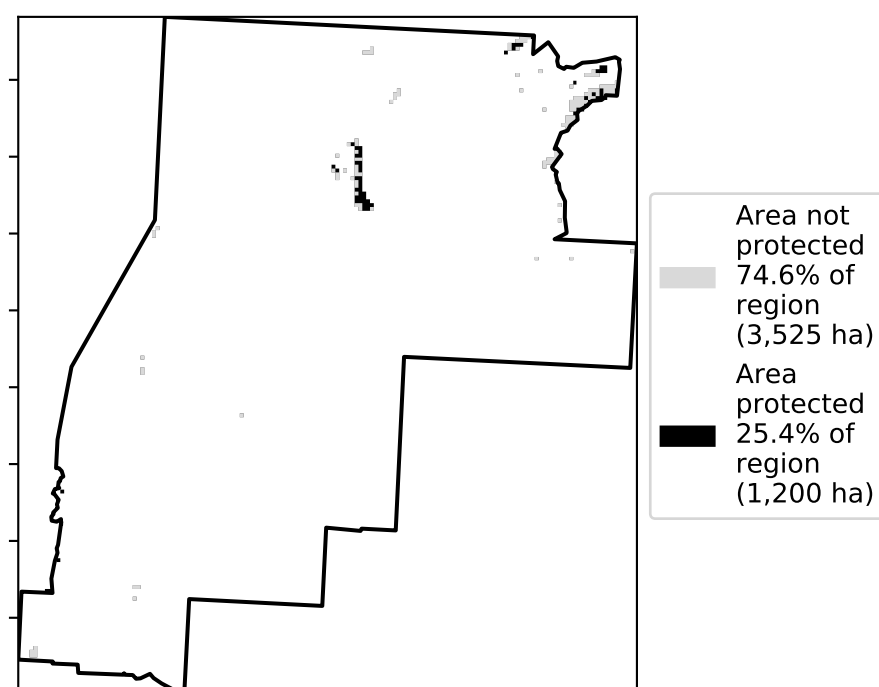 Area not
protected
74.6% of
region
(3,525 ha)
Area
protected
25.4% of
region
(1,200 ha)